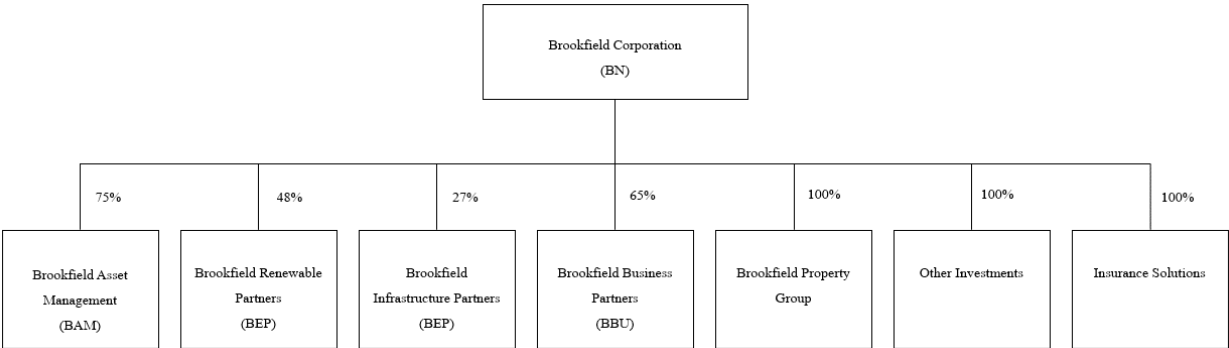 Brookfield Corporation
(BN)
75%
48%
27%
65%
100%
100%
100%
Brookfield Asset
Management
(BAM)
Brookfield Renewable
Partners
(BEP)
Brookfield
Infrastructure Partners
(BEP)
Brookfield Business
Partners
(BBU)
Brookfield Property
Group
Other Investments
Insurance Solutions